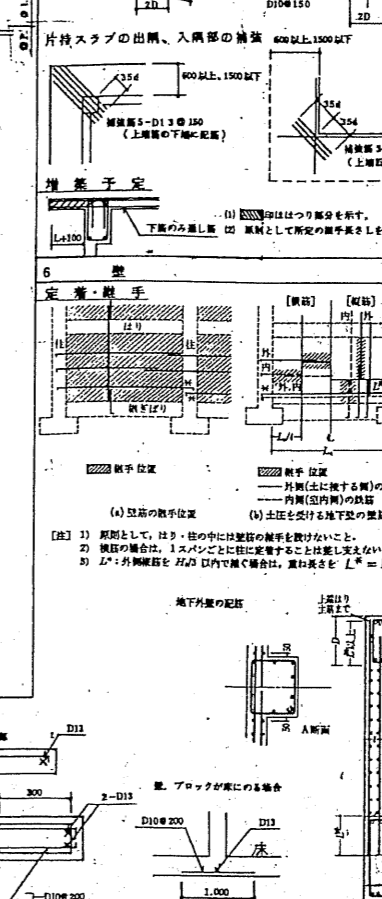 2D
D10@150
2D
片持スラブの出隅、入隅部の補強
600以上、1500以下
600以上、1500以下
35d
35d
35d
補強筋5-D13@150
(上端筋の下端に配筋)
補強筋5
(上端筋
増築予定
下筋のみ通し筋
L+100
(1) 印ははつり部分を示す。
(2) 原則として所定の継手長さしを
6 壁
定着・継手
はり
柱
柱
礎ぎばり
[横筋]
[縦筋]
内 外
外
内
外、内
継手位置
継手位置
外側(土に接する側)の
内側(室内側)の鉄筋
(a) 壁筋の継手位置
(b) 土圧を受ける地下壁の壁筋
[注] 1) 原則として、はり・柱の中には壁筋の継手を設けないこと。
2) 横筋の場合は、1スパンごとに柱に定着することは差し支えない
3) L*：外側縦筋を H₀/3 以内で継ぐ場合は、重ね長さを L* =
地下外壁の配筋
上端はり
主筋まで
D
50
50
A断面
D13
300
2-D13
壁、ブロックが床にのる場合
D10@200
D13
床
1,000
D10@200